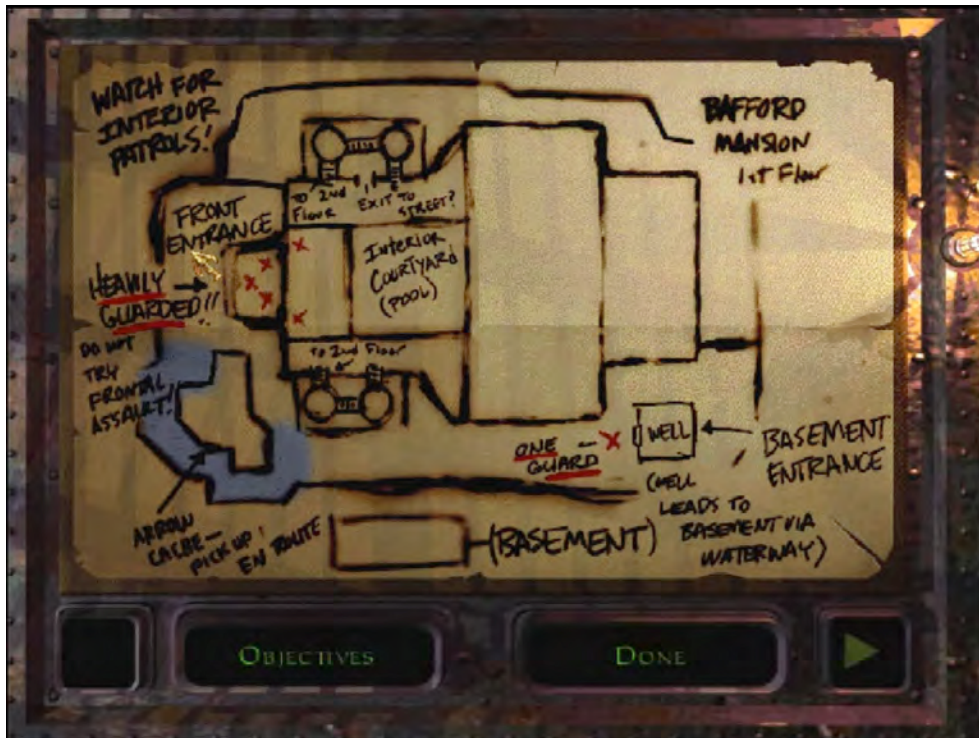 WATCH FOR
INTERIOR
PATROLS!
BAFFORD
MANSION
1st Floor
TO 2nd
FLOOR
EXIT TO
STREET?
FRONT
ENTRANCE
INTERIOR
COURTYARD
(POOL)
HEAVILY
GUARDED!!
DO NOT
TRY
FRONTAL
ASSAULT!
TO 2nd Floor
ONE
GUARD
WELL
BASEMENT
ENTRANCE
(WELL
LEADS TO
BASEMENT VIA
WATERWAY)
ARROW
CACHE—
PICK UP
EN ROUTE
(BASEMENT)
OBJECTIVES
DONE